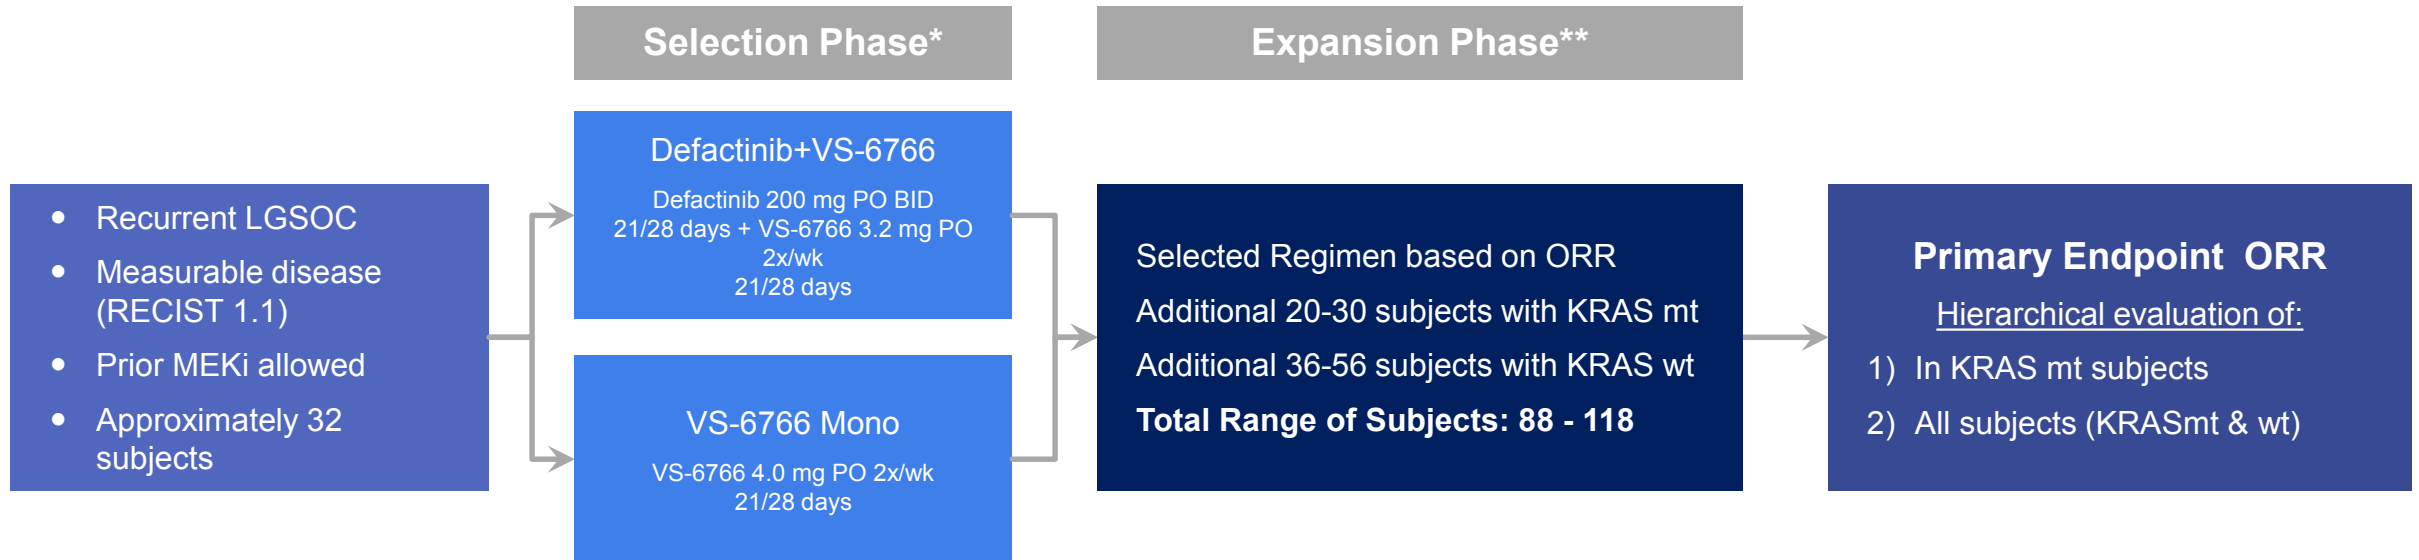 Selection Phase*
Expansion Phase**
• Recurrent LGSOC
• Measurable disease
(RECIST 1.1)
• Prior MEKi allowed
• Approximately 32
subjects
Defactinib+VS-6766
Defactinib 200 mg PO BID
21/28 days + VS-6766 3.2 mg PO
2x/wk
21/28 days
VS-6766 Mono
VS-6766 4.0 mg PO 2x/wk
21/28 days
Selected Regimen based on ORR
Additional 20-30 subjects with KRAS mt
Additional 36-56 subjects with KRAS wt
Total Range of Subjects: 88 - 118
Primary Endpoint  ORR
Hierarchical evaluation of:
1) In KRAS mt subjects
2) All subjects (KRASmt & wt)